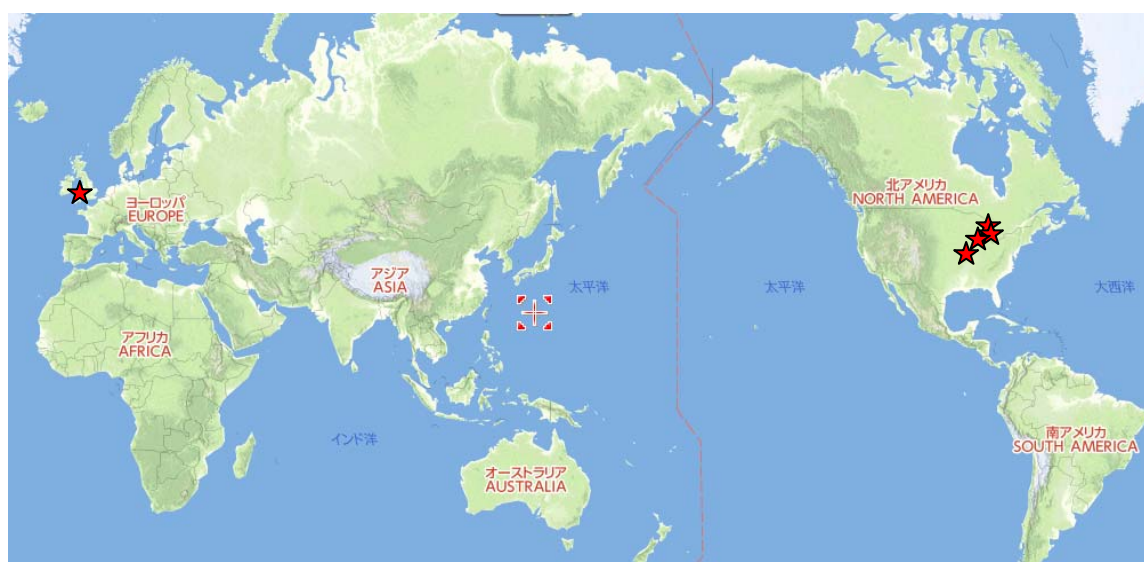 ヨーロッパ
EUROPE
北アメリカ
NORTH AMERICA
アジア
ASIA
太平洋
太平洋
大西洋
アフリカ
AFRICA
インド洋
南アメリカ
SOUTH AMERICA
オーストラリア
AUSTRALIA